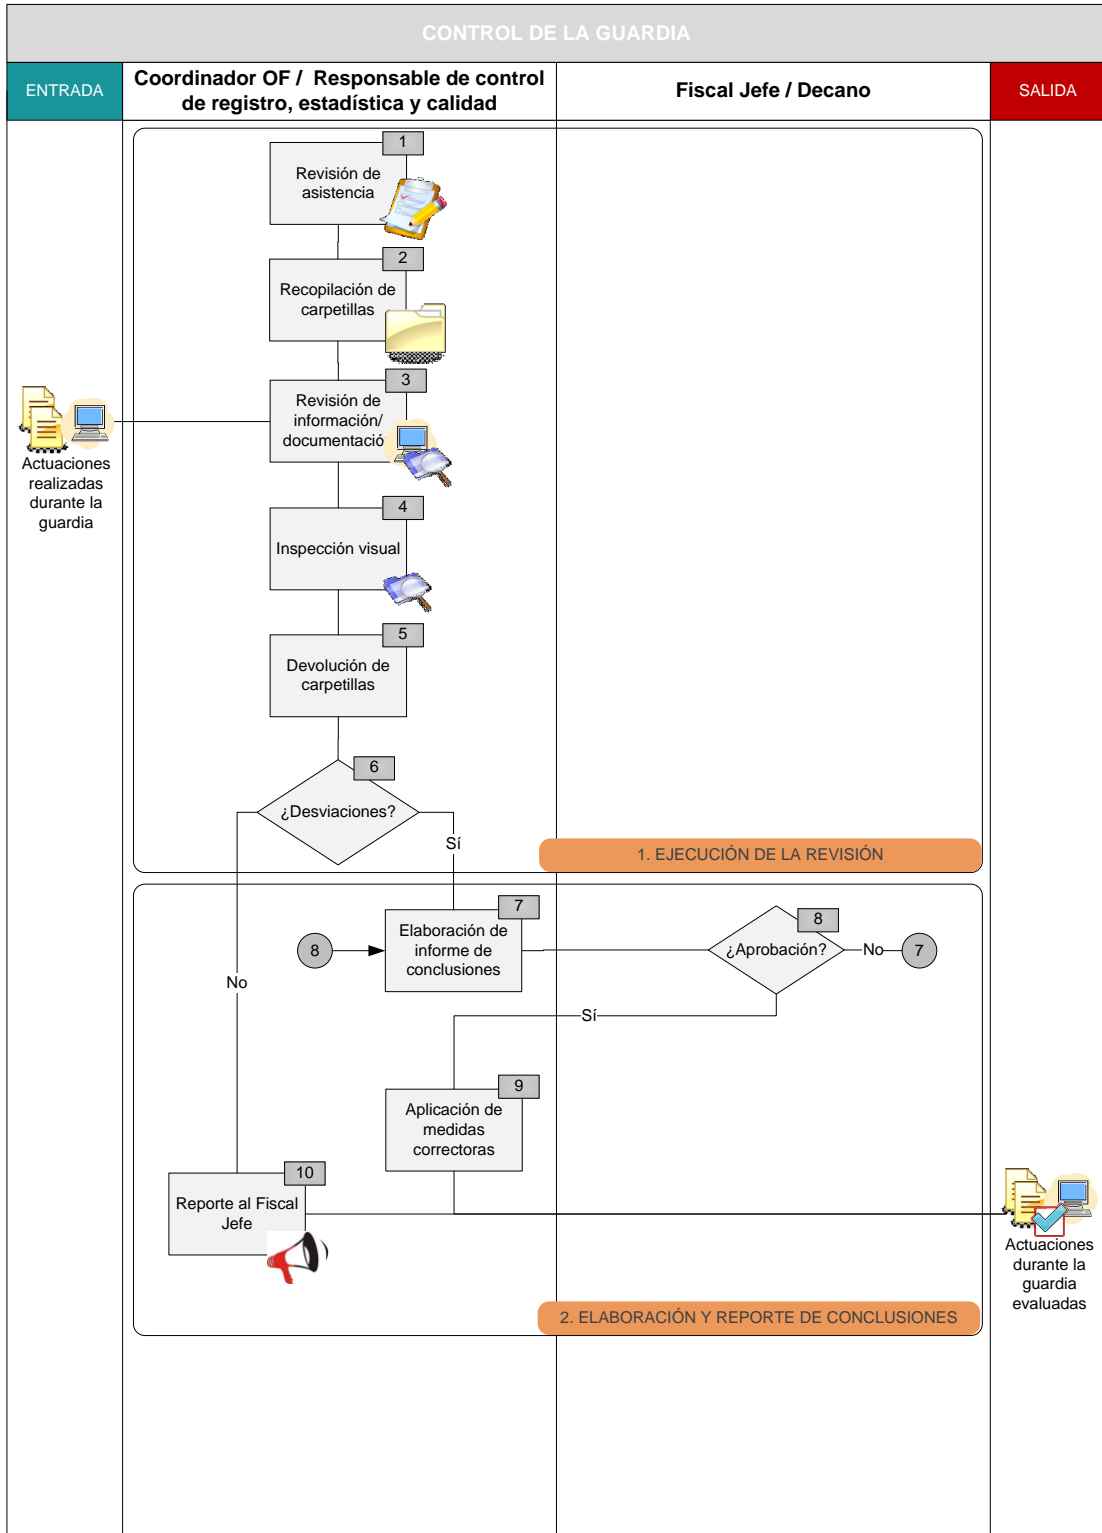 CONTROL DE LA GUARDIA
ENTRADA
Coordinador OF / Responsable de control
de registro, estadística y calidad
Fiscal Jefe / Decano
SALIDA
1
Revisión de
asistencia
2
Recopilación de
carpetillas
3
Revisión de
información/
documentació
Actuaciones
realizadas
durante la
guardia
4
Inspección visual
5
Devolución de
carpetillas
6
¿Desviaciones?
Sí
1. EJECUCIÓN DE LA REVISIÓN
7
Elaboración de
informe de
conclusiones
8
8
¿Aprobación?
No
7
No
Sí
9
Aplicación de
medidas
correctoras
10
Reporte al Fiscal
Jefe
Actuaciones
durante la
guardia
evaluadas
2. ELABORACIÓN Y REPORTE DE CONCLUSIONES